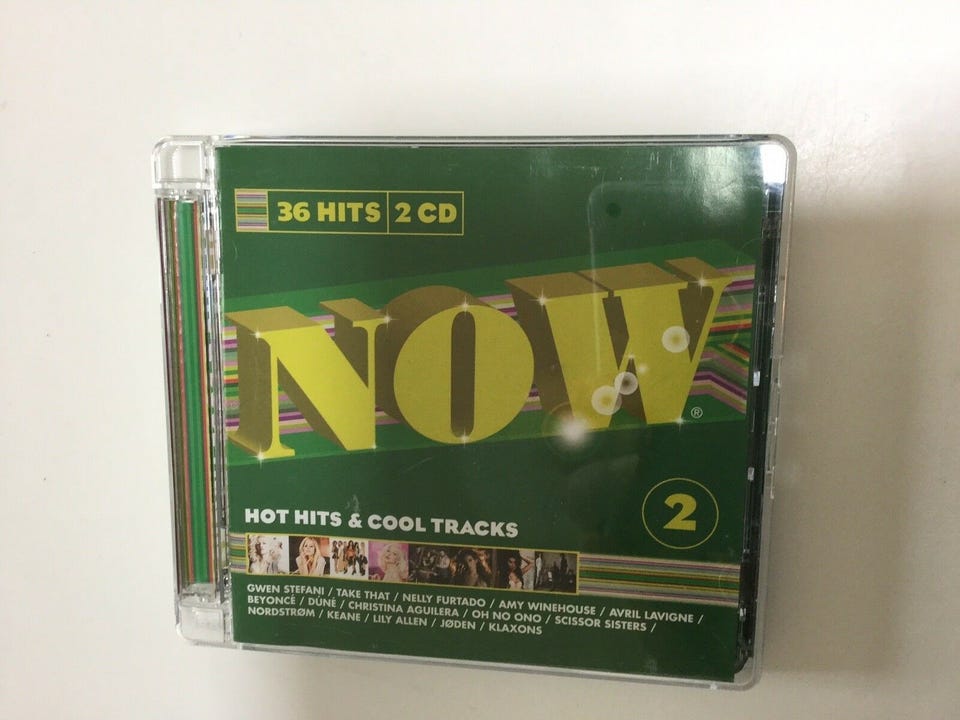 36 HITS 2 CD
NOW®
2
HOT HITS & COOL TRACKS
GWEN STEFANI / TAKE THAT / NELLY FURTADO / AMY WINEHOUSE / AVRIL LAVIGNE /
BEYONCÉ / DÚNÉ / CHRISTINA AGUILERA / OH NO ONO / SCISSOR SISTERS /
NORDSTRØM / KEANE / LILY ALLEN / JØDEN / KLAXONS